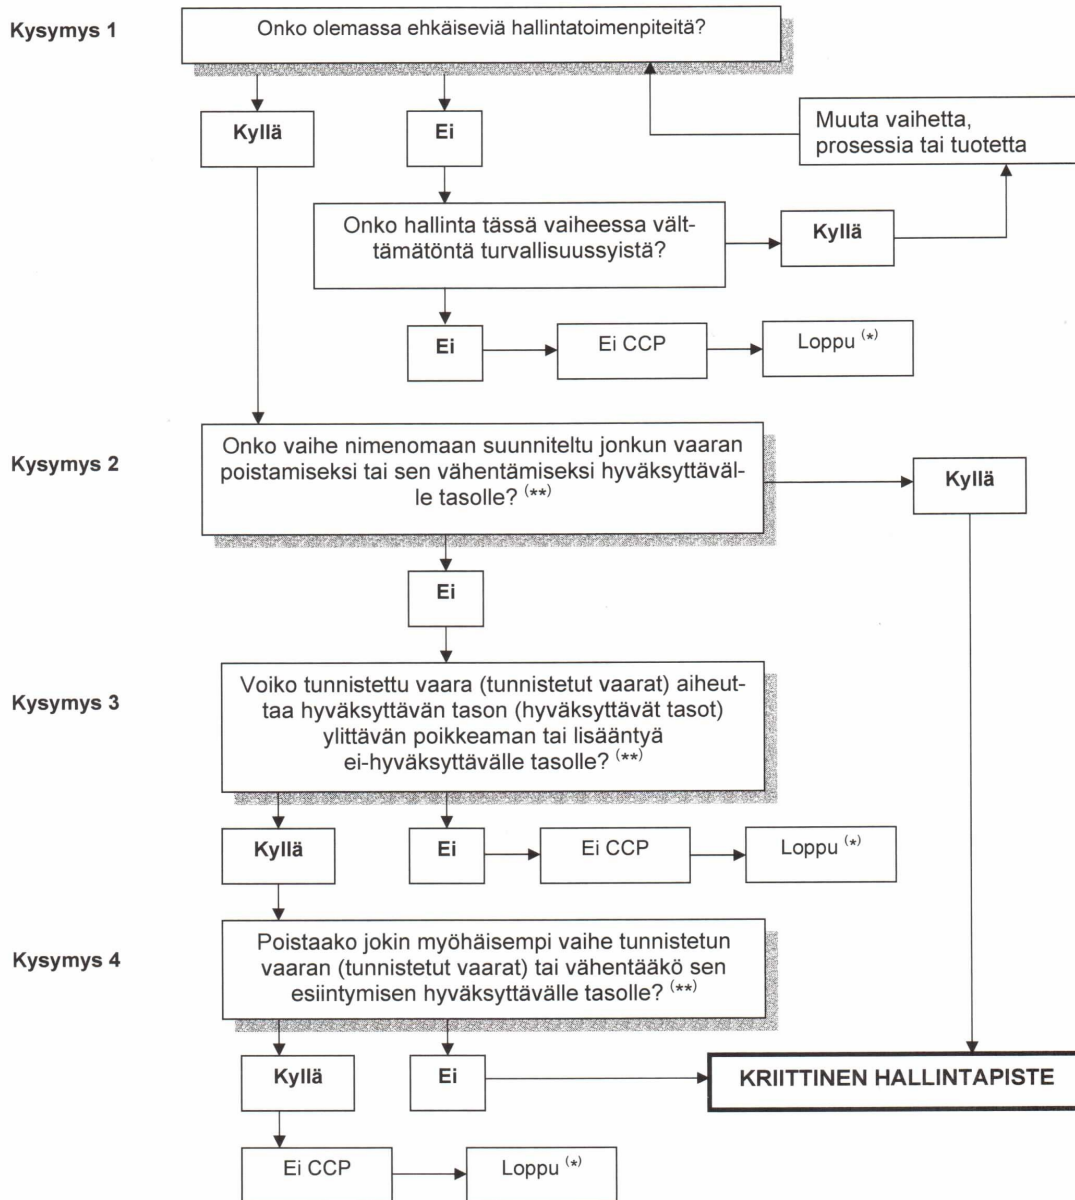 Kysymys 1
Onko olemassa ehkäiseviä hallintatoimenpiteitä?
Kyllä
Ei
Muuta vaihetta,
prosessia tai tuotetta
Onko hallinta tässä vaiheessa vält-
tämätöntä turvallisuussyistä?
Kyllä
Ei
Ei CCP
Loppu (*)
Kysymys 2
Onko vaihe nimenomaan suunniteltu jonkun vaaran
poistamiseksi tai sen vähentämiseksi hyväksyttäväl-
le tasolle? (**)
Kyllä
Ei
Kysymys 3
Voiko tunnistettu vaara (tunnistetut vaarat) aiheut-
taa hyväksyttävän tason (hyväksyttävät tasot)
ylittävän poikkeaman tai lisääntyä
ei-hyväksyttävälle tasolle? (**)
Kyllä
Ei
Ei CCP
Loppu (*)
Kysymys 4
Poistaako jokin myöhäisempi vaihe tunnistetun
vaaran (tunnistetut vaarat) tai vähentääkö sen
esiintymisen hyväksyttävälle tasolle? (**)
Kyllä
Ei
KRIITTINEN HALLINTAPISTE
Ei CCP
Loppu (*)